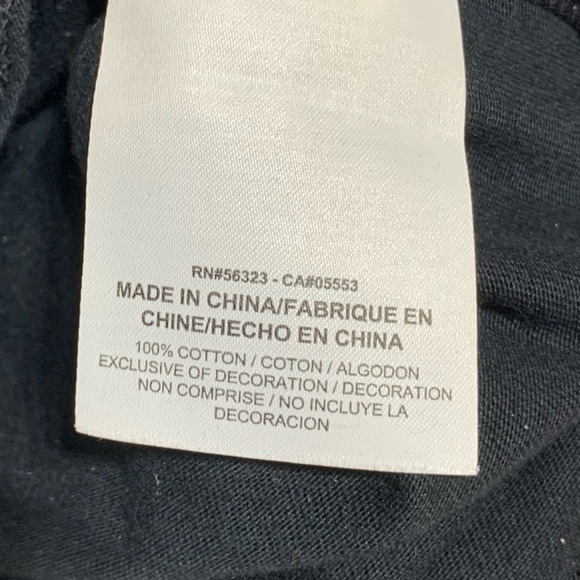 RN#56323 - CA#05553
MADE IN CHINA/FABRIQUE EN
CHINE/HECHO EN CHINA
100% COTTON / COTON / ALGODON
EXCLUSIVE OF DECORATION / DECORATION
NON COMPRISE / NO INCLUYE LA
DECORACION